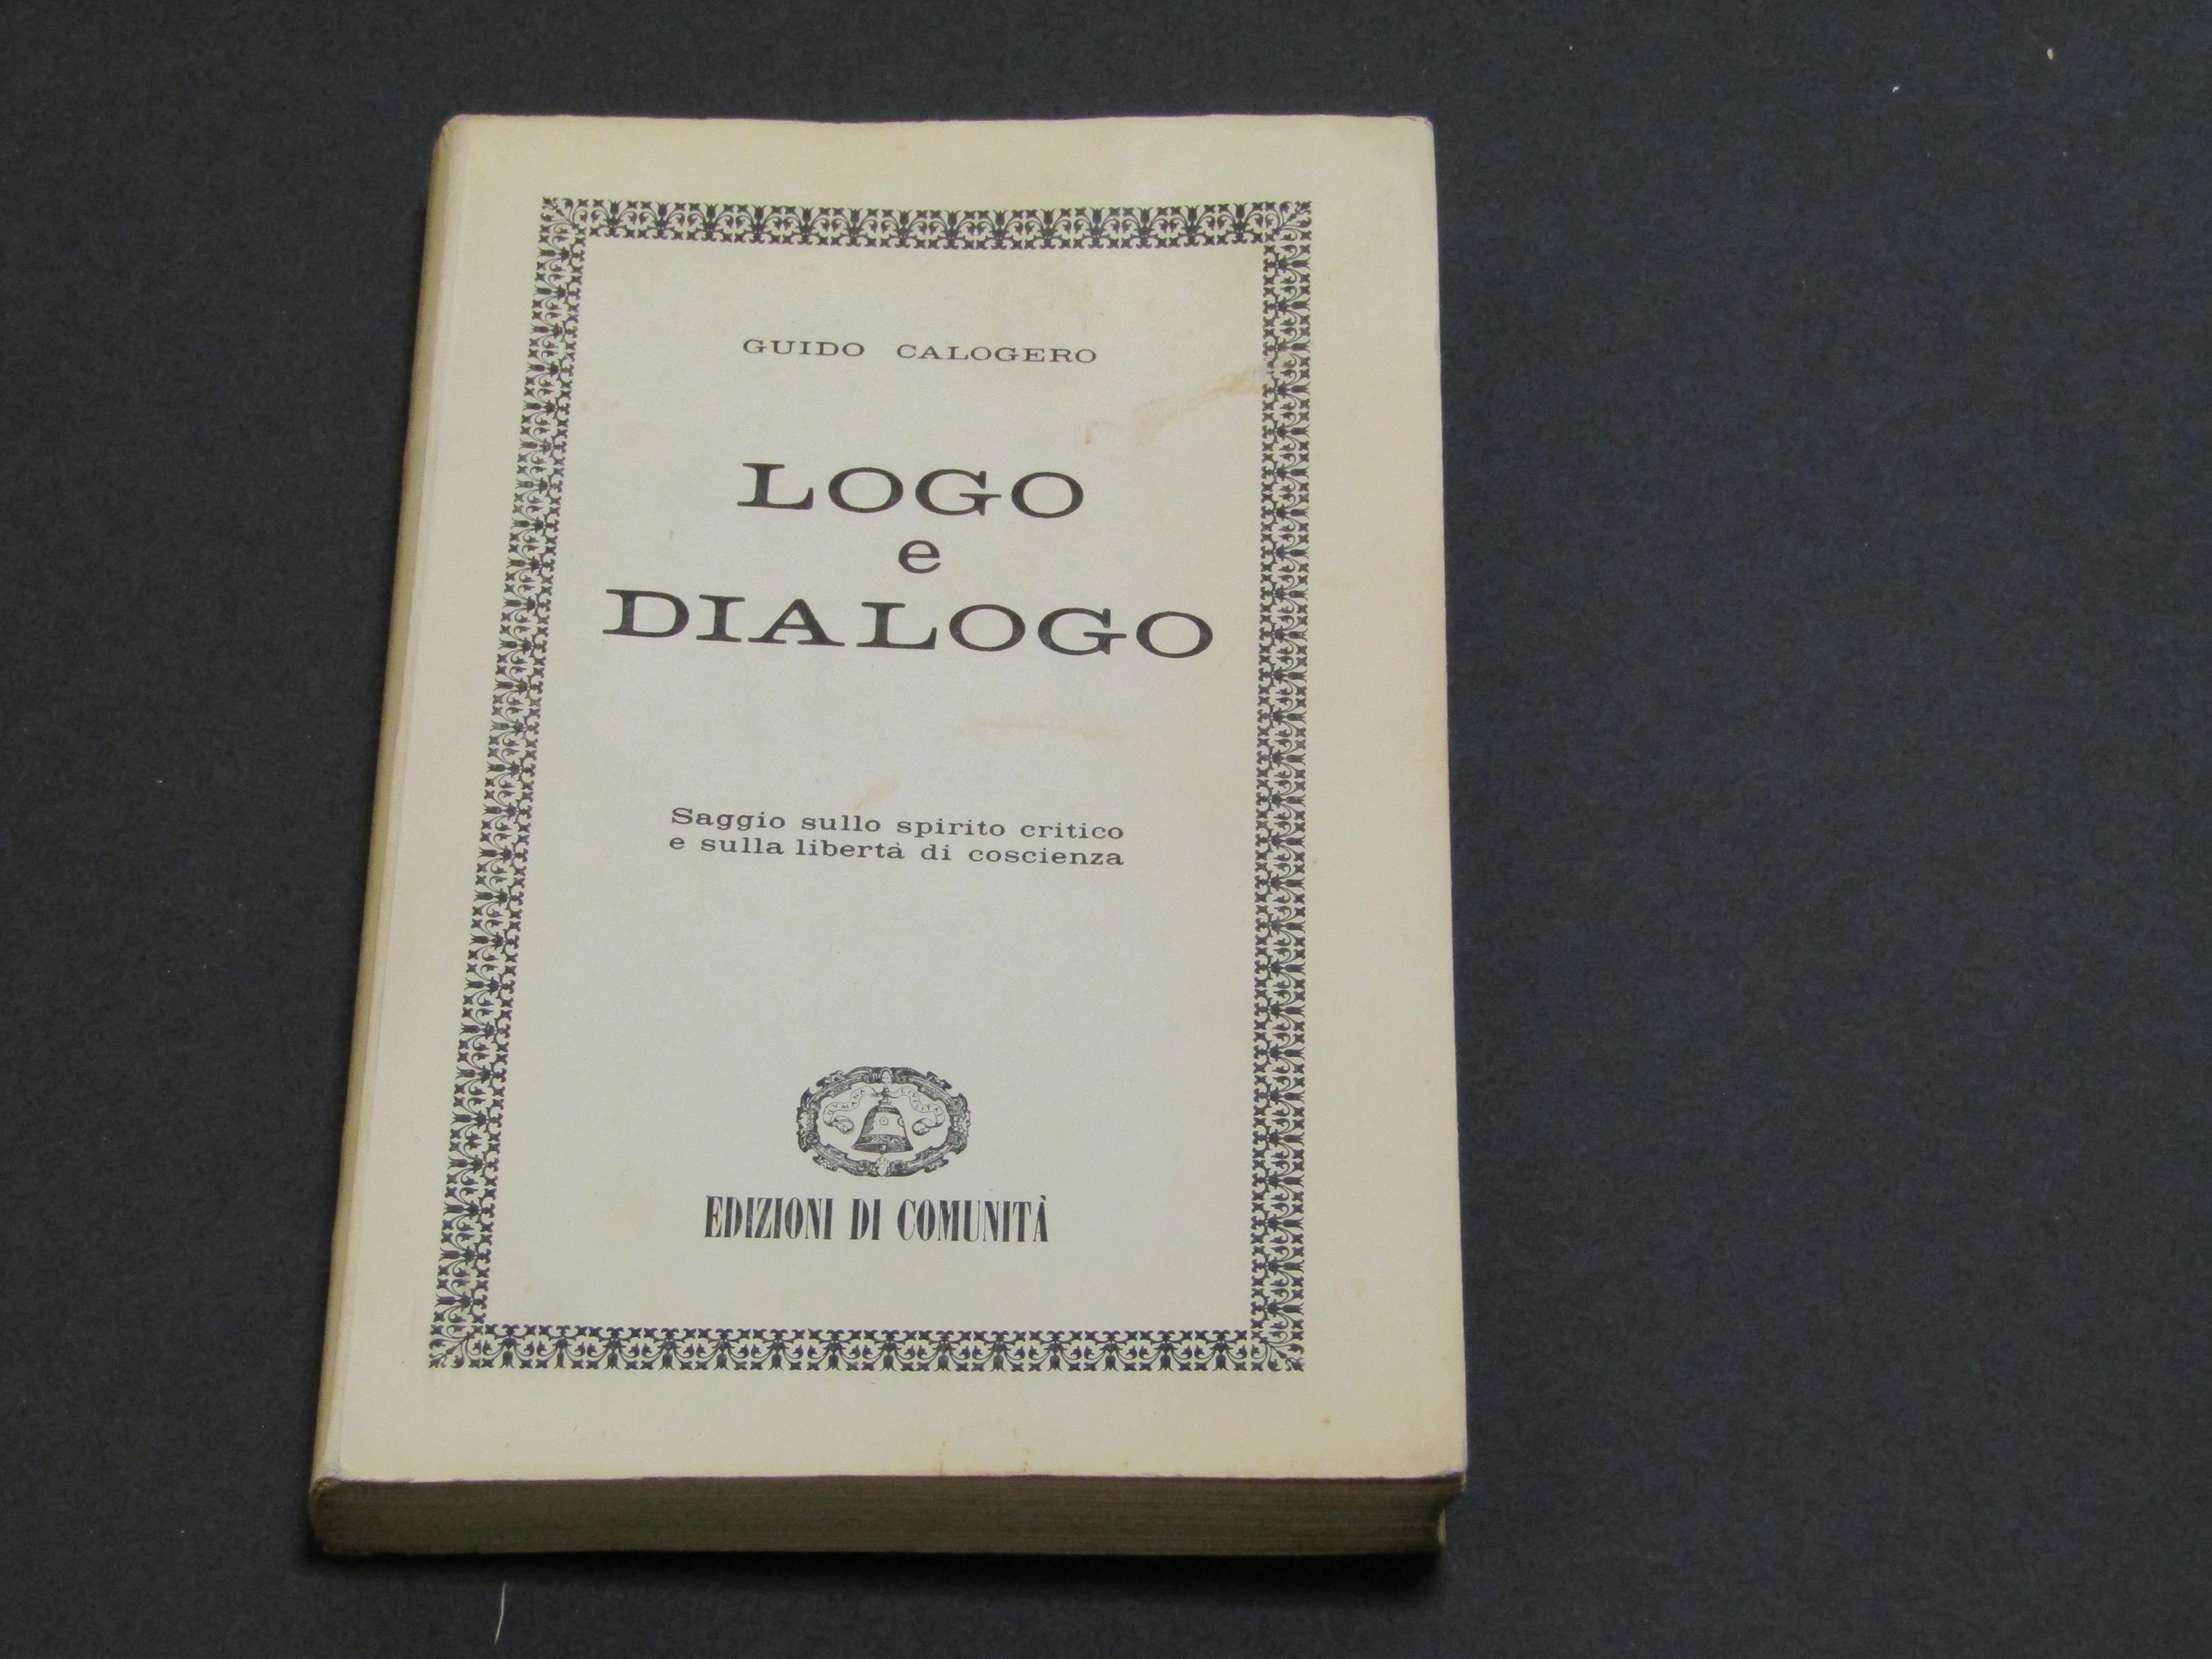 GUIDO CALOGERO
LOGO
e
DIALOGO
Saggio sullo spirito critico
e sulla libertà di coscienza
EDIZIONI DI COMUNITÀ